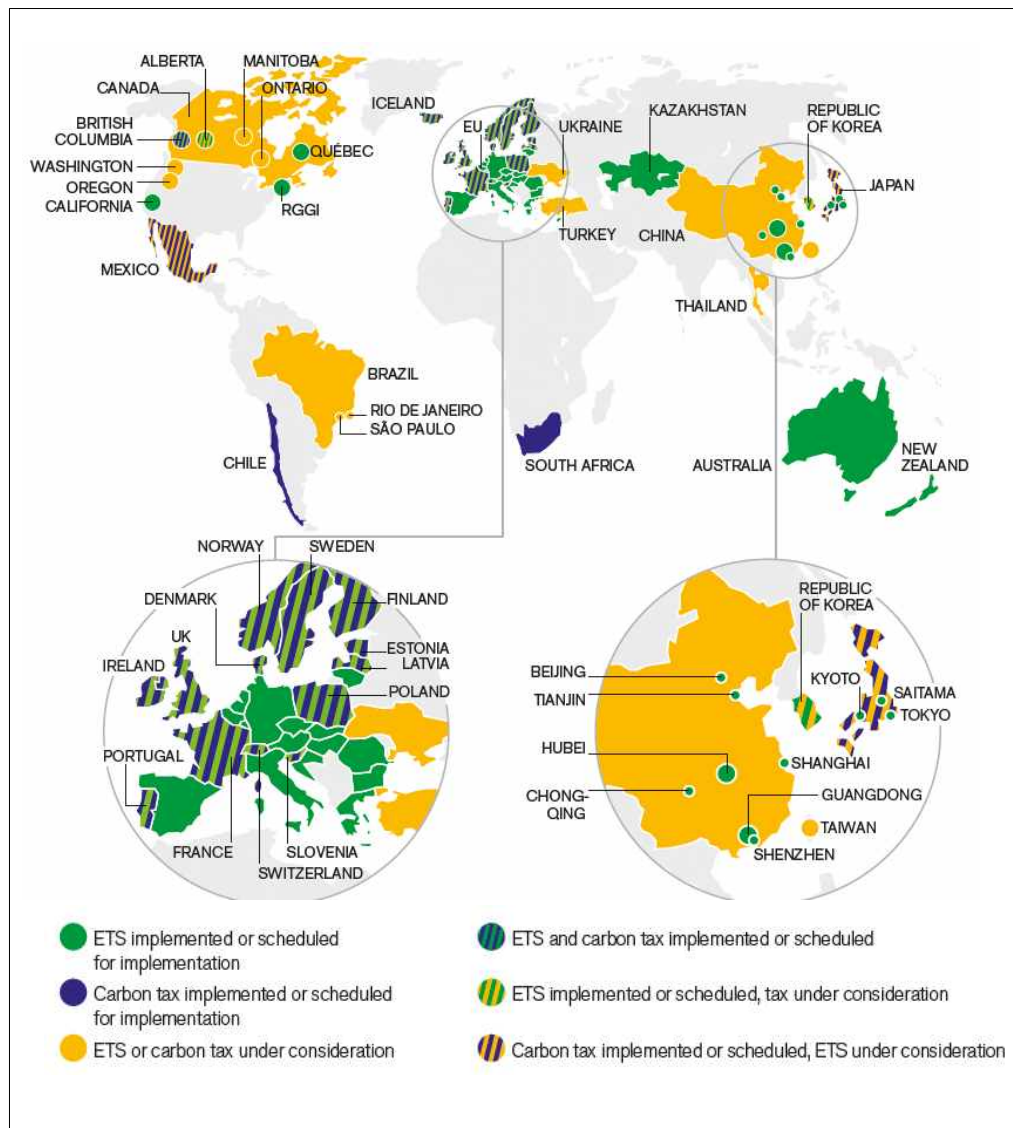 ALBERTA
MANITOBA
CANADA
ONTARIO
ICELAND
KAZAKHSTAN
REPUBLIC
OF KOREA
BRITISH
COLUMBIA
EU
UKRAINE
QUÉBEC
WASHINGTON
JAPAN
OREGON
CALIFORNIA
RGGI
TURKEY
CHINA
MEXICO
THAILAND
BRAZIL
RIO DE JANEIRO
SÃO PAULO
CHILE
SOUTH AFRICA
AUSTRALIA
NEW
ZEALAND
NORWAY
SWEDEN
DENMARK
FINLAND
UK
ESTONIA
IRELAND
LATVIA
POLAND
PORTUGAL
FRANCE
SLOVENIA
SWITZERLAND
REPUBLIC
OF KOREA
BEIJING
KYOTO
TIANJIN
SAITAMA
TOKYO
HUBEI
SHANGHAI
CHONG-
QING
GUANGDONG
TAIWAN
SHENZHEN
ETS implemented or scheduled
for implementation
Carbon tax implemented or scheduled
for implementation
ETS or carbon tax under consideration
ETS and carbon tax implemented or scheduled
ETS implemented or scheduled, tax under consideration
Carbon tax implemented or scheduled, ETS under consideration